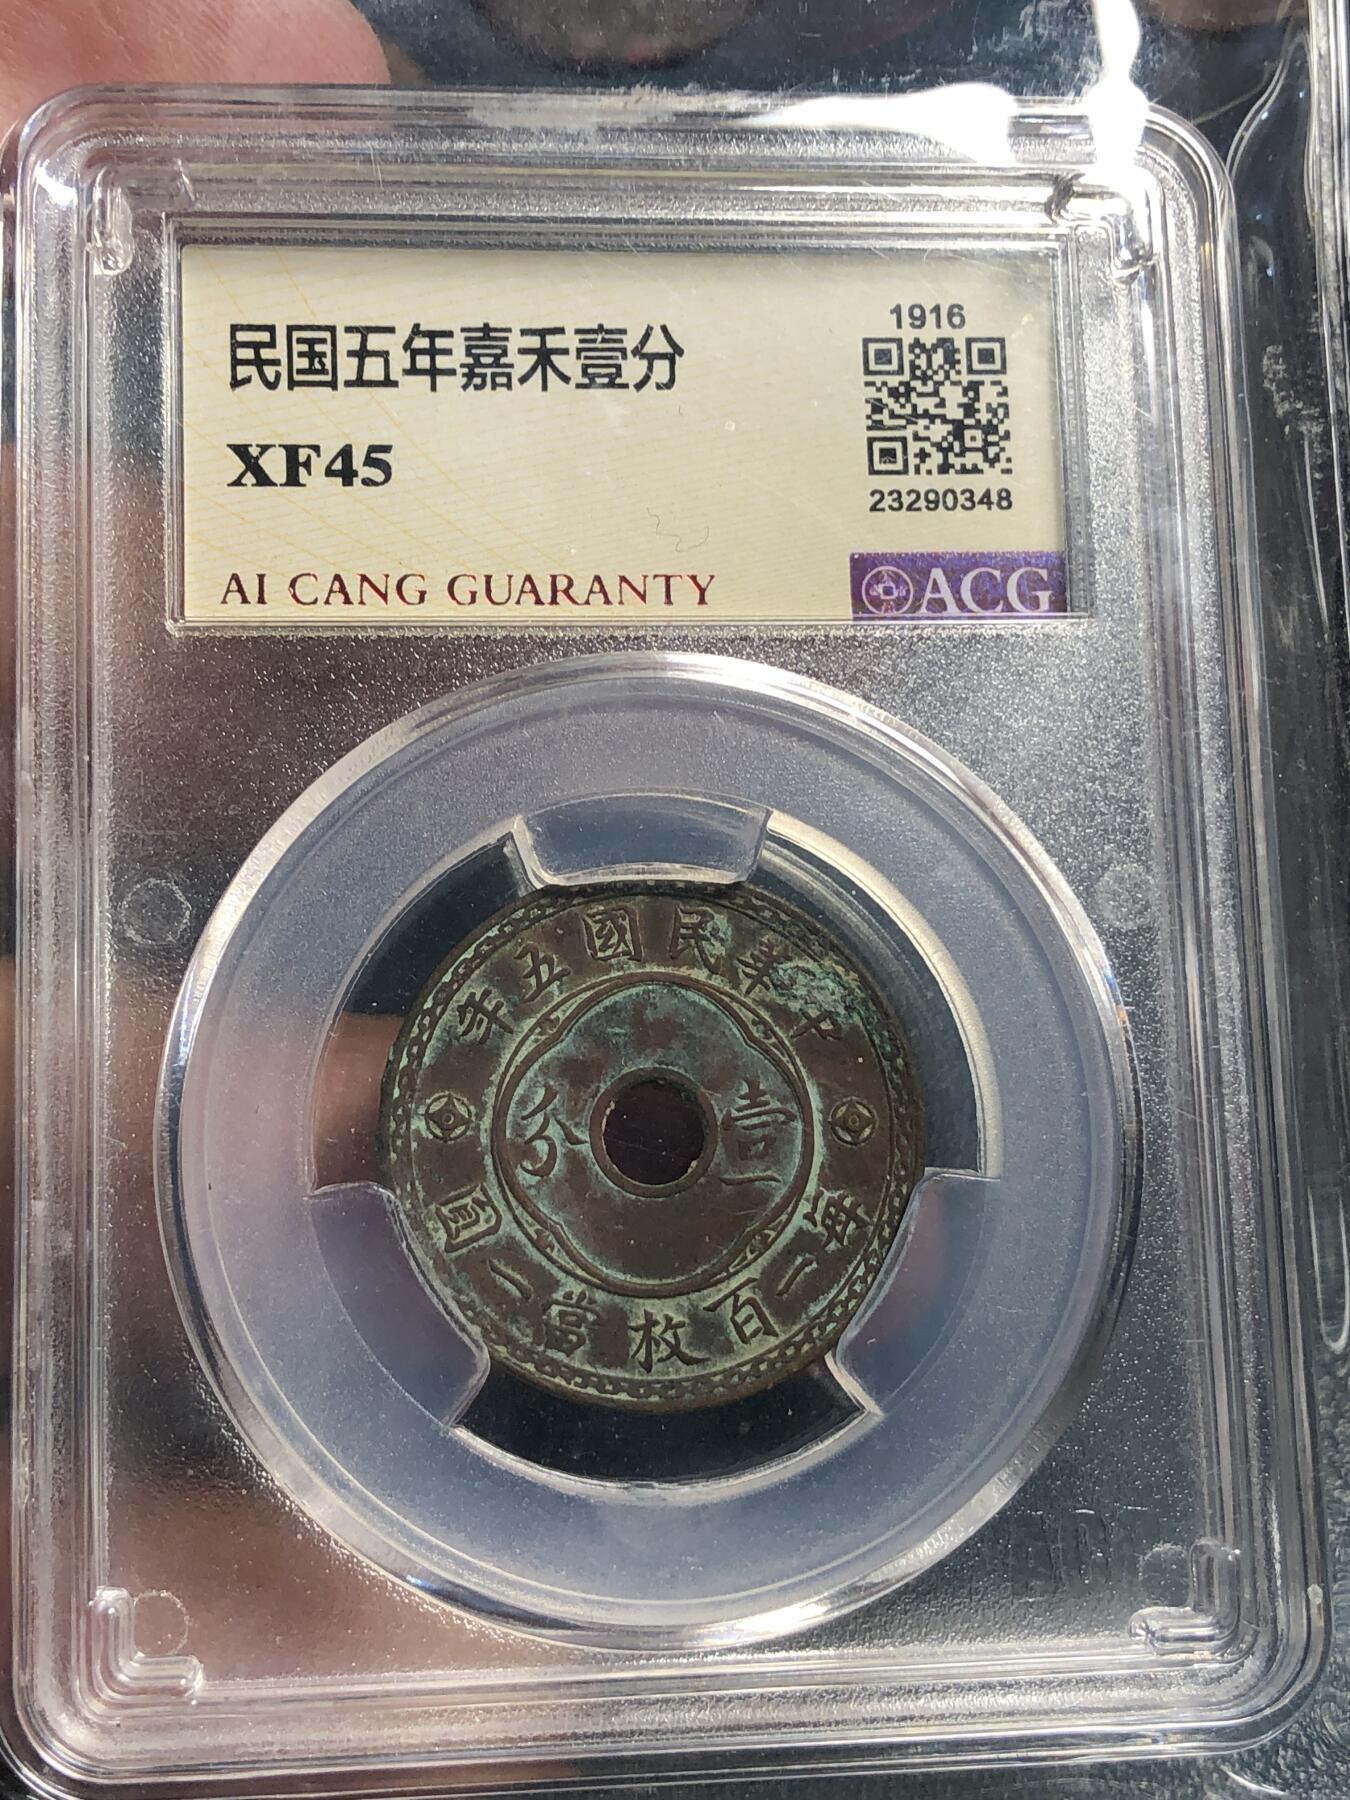 民国五年嘉禾壹分
1916
XF45
23290348
AI CANG GUARANTY
ACG
中華民國五年
壹分
每一百枚當一圓